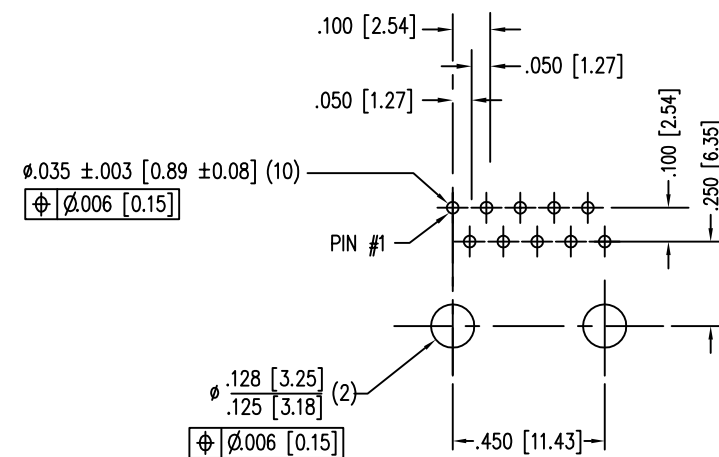 .100 [2.54]
.050 [1.27]
.050 [1.27]
.100 [2.54]
.250 [6.35]
ø.035 ±.003 [0.89 ±0.08] (10)
⌖ Ø.006 [0.15]
PIN #1
ø .128 [3.25]
.125 [3.18] (2)
⌖ Ø.006 [0.15]
.450 [11.43]